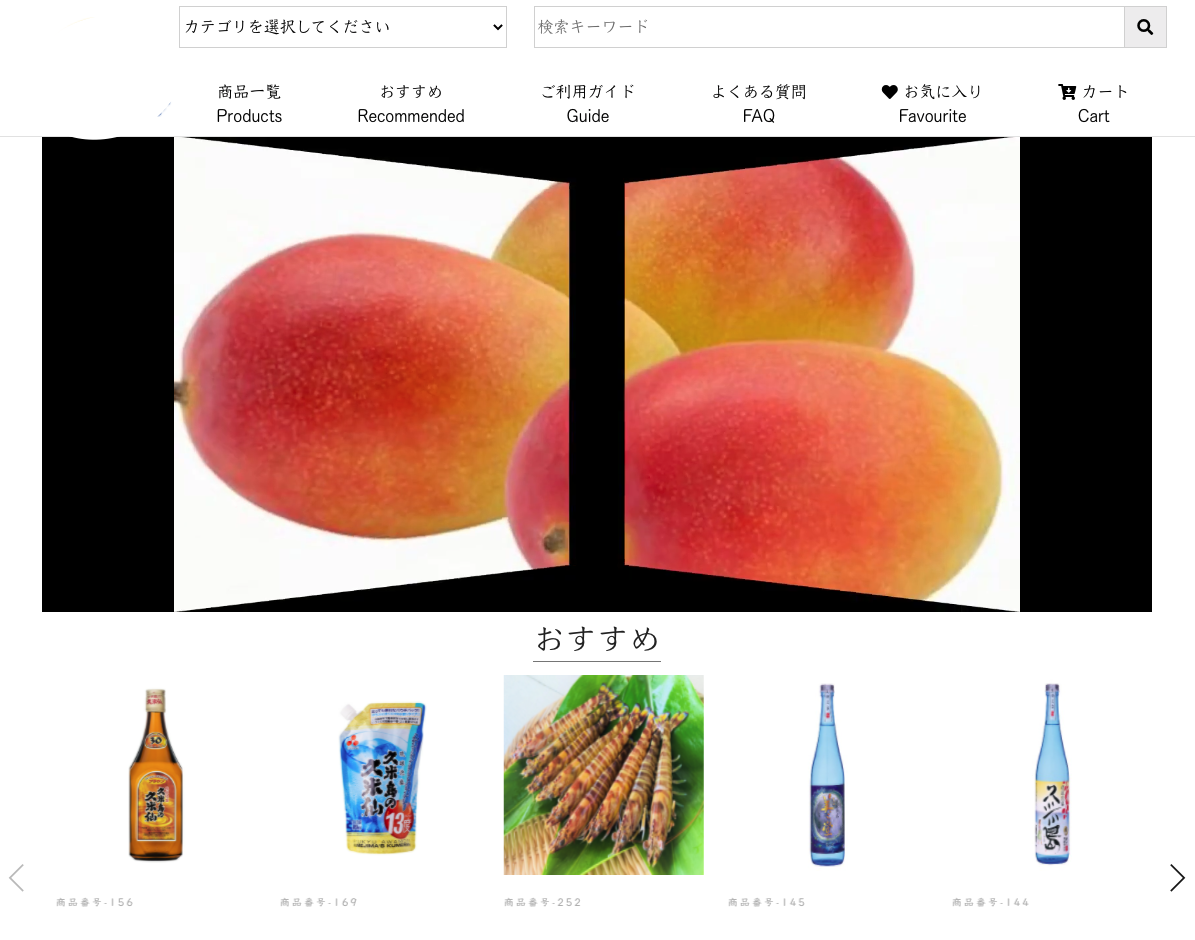 カテゴリを選択してください
検索キーワード
商品一覧
Products
おすすめ
Recommended
ご利用ガイド
Guide
よくある質問
FAQ
お気に入り
Favourite
カート
Cart
おすすめ
30
久米島の
久米仙
久米島の
久米仙
13度
久米島
商品番号-156
商品番号-169
商品番号-252
商品番号-145
商品番号-144